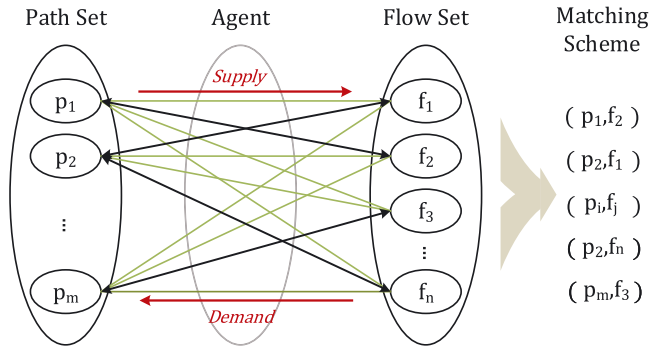 Path Set
Agent
Flow Set
Matching
Scheme
Supply
p1
p2
...
pm
f1
f2
f3
...
fn
Demand
( p1,f2 )
( p2,f1 )
( pi,fj )
( p2,fn )
( pm,f3 )